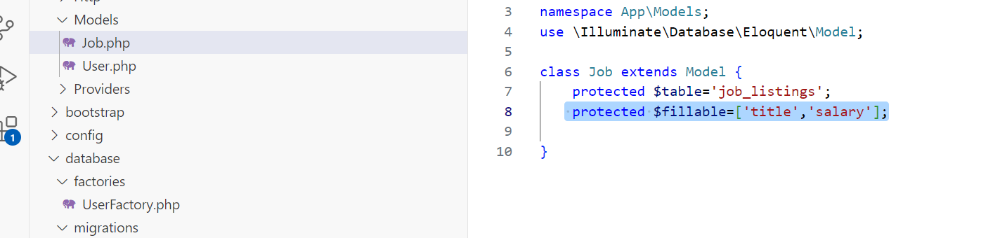 Models
Job.php
User.php
Providers
bootstrap
config
database
factories
UserFactory.php
migrations
1
3 namespace App\Models;
4 use \Illuminate\Database\Eloquent\Model;
5
6 class Job extends Model {
7 protected $table='job_listings';
8 protected $fillable=['title','salary'];
9
10 }